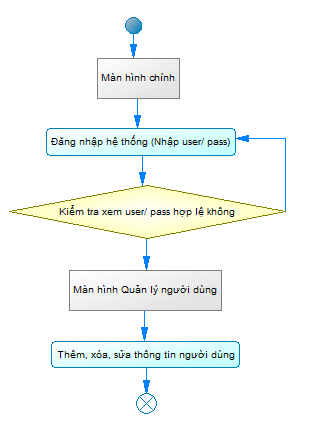 Màn hình chính
Đăng nhập hệ thống (Nhập user/ pass)
Kiểm tra xem user/ pass hợp lệ không
Màn hình Quản lý người dùng
Thêm, xóa, sửa thông tin người dùng